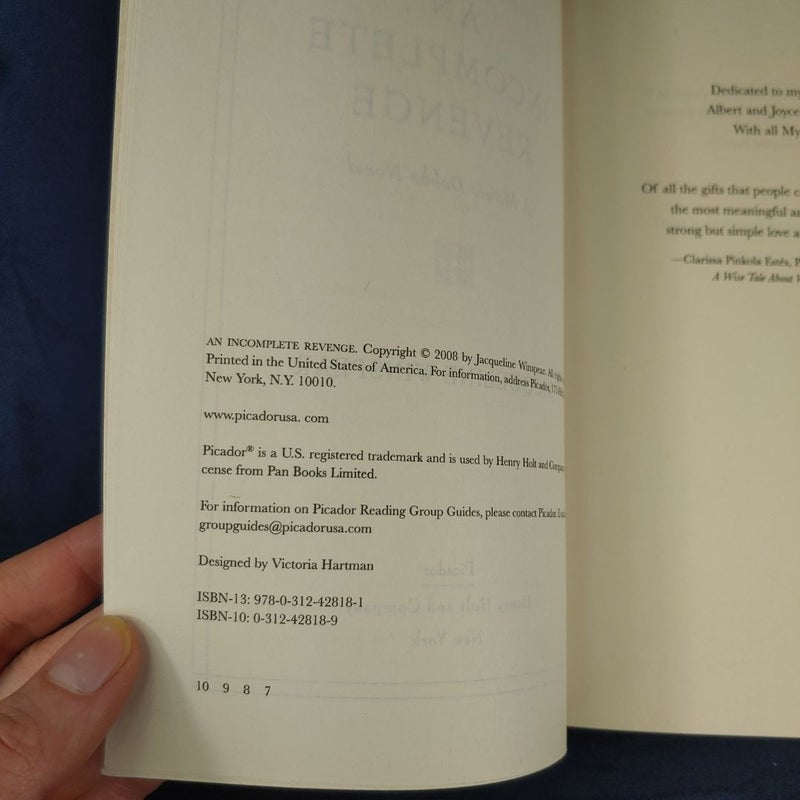 AN INCOMPLETE REVENGE. Copyright © 2008 by Jacqueline Winspear. All rights
Printed in the United States of America. For information, address Picador, 175 Fifth
New York, N.Y. 10010.
www.picadorusa. com
Picador® is a U.S. registered trademark and is used by Henry Holt and Company
cense from Pan Books Limited.
For information on Picador Reading Group Guides, please contact Picador.
groupguides@picadorusa.com
Designed by Victoria Hartman
ISBN-13: 978-0-312-42818-1
ISBN-10: 0-312-42818-9
10 9 8 7
Dedicated to my
Albert and Joyce
With all My
Of all the gifts that people
the most meaningful
strong but simple love
—Clarissa Pinkola Estés, P
A Wise Tale About